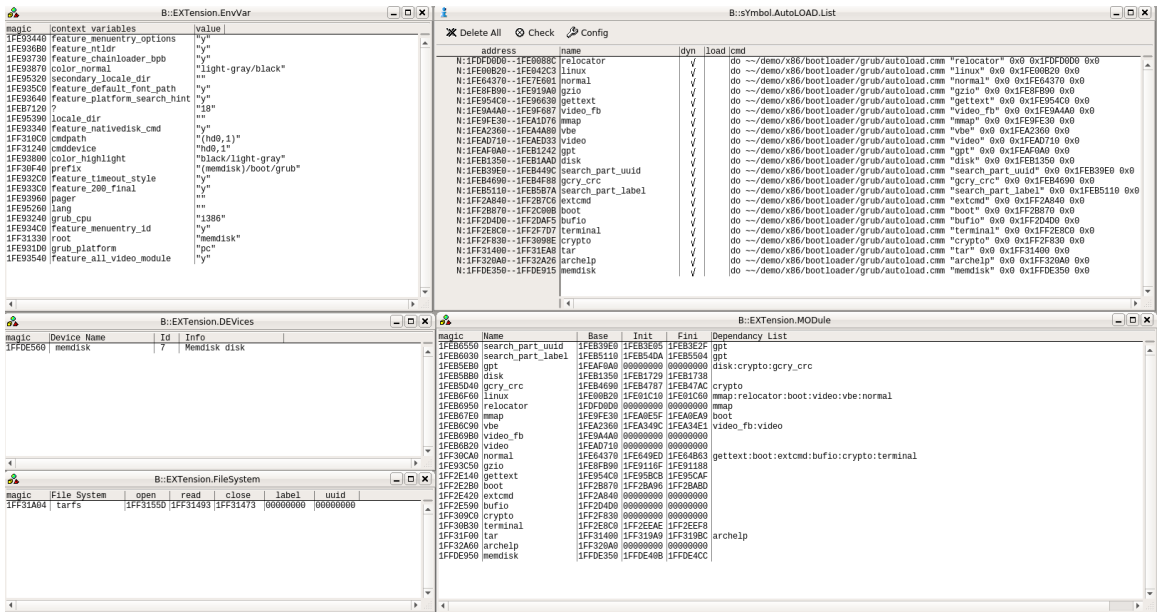 B::EXTension.EnvVar
magic context variables value
1FE93440 feature_menuentry_options "y"
1FE936B0 feature_ntldr "y"
1FE93730 feature_chainloader_bpb "y"
1FE93870 color_normal "light-gray/black"
1FE95320 secondary_locale_dir ""
1FE935C0 feature_default_font_path "y"
1FE93640 feature_platform_search_hint "y"
1FEB7120 ? "18"
1FE95390 locale_dir ""
1FE93340 feature_nativedisk_cmd "y"
1FF310C0 cmdpath "(hd0,1)"
1FF31240 cmddevice "hd0,1"
1FE93800 color_highlight "black/light-gray"
1FF30F40 prefix "(memdisk)/boot/grub"
1FE932C0 feature_timeout_style "y"
1FE933C0 feature_200_final "y"
1FE93960 pager ""
1FE95260 lang ""
1FE93240 grub_cpu "i386"
1FE934C0 feature_menuentry_id "y"
1FF31330 root "memdisk"
1FE931D0 grub_platform "pc"
1FE93540 feature_all_video_module "y"
B::sYmbol.AutoLOAD.List
Delete All Check Config
address name dyn load cmd
N:1FDFD0D0--1FE0088C relocator √ do ~~/demo/x86/bootloader/grub/autoload.cmm "relocator" 0x0 0x1FDFD0D0 0x0
N:1FE00B20--1FE042C3 linux √ do ~~/demo/x86/bootloader/grub/autoload.cmm "linux" 0x0 0x1FE00B20 0x0
N:1FE64370--1FE7E601 normal √ do ~~/demo/x86/bootloader/grub/autoload.cmm "normal" 0x0 0x1FE64370 0x0
N:1FE8FB90--1FE919A0 gzio √ do ~~/demo/x86/bootloader/grub/autoload.cmm "gzio" 0x0 0x1FE8FB90 0x0
N:1FE954C0--1FE96630 gettext √ do ~~/demo/x86/bootloader/grub/autoload.cmm "gettext" 0x0 0x1FE954C0 0x0
N:1FE9A4A0--1FE9F687 video_fb √ do ~~/demo/x86/bootloader/grub/autoload.cmm "video_fb" 0x0 0x1FE9A4A0 0x0
N:1FE9FE30--1FEA1D76 mmap √ do ~~/demo/x86/bootloader/grub/autoload.cmm "mmap" 0x0 0x1FE9FE30 0x0
N:1FEA2360--1FEA4A80 vbe √ do ~~/demo/x86/bootloader/grub/autoload.cmm "vbe" 0x0 0x1FEA2360 0x0
N:1FEAD710--1FEAED33 video √ do ~~/demo/x86/bootloader/grub/autoload.cmm "video" 0x0 0x1FEAD710 0x0
N:1FEAF0A0--1FEB1242 gpt √ do ~~/demo/x86/bootloader/grub/autoload.cmm "gpt" 0x0 0x1FEAF0A0 0x0
N:1FEB1350--1FEB1AAD disk √ do ~~/demo/x86/bootloader/grub/autoload.cmm "disk" 0x0 0x1FEB1350 0x0
N:1FEB39E0--1FEB449C search_part_uuid √ do ~~/demo/x86/bootloader/grub/autoload.cmm "search_part_uuid" 0x0 0x1FEB39E0 0x0
N:1FEB4690--1FEB4F88 gcry_crc √ do ~~/demo/x86/bootloader/grub/autoload.cmm "gcry_crc" 0x0 0x1FEB4690 0x0
N:1FEB5110--1FEB5B7A search_part_label √ do ~~/demo/x86/bootloader/grub/autoload.cmm "search_part_label" 0x0 0x1FEB5110 0x0
N:1FF2A840--1FF2B7C6 extcmd √ do ~~/demo/x86/bootloader/grub/autoload.cmm "extcmd" 0x0 0x1FF2A840 0x0
N:1FF2B870--1FF2C00B boot √ do ~~/demo/x86/bootloader/grub/autoload.cmm "boot" 0x0 0x1FF2B870 0x0
N:1FF2D4D0--1FF2DAF5 bufio √ do ~~/demo/x86/bootloader/grub/autoload.cmm "bufio" 0x0 0x1FF2D4D0 0x0
N:1FF2E8C0--1FF2F7D7 terminal √ do ~~/demo/x86/bootloader/grub/autoload.cmm "terminal" 0x0 0x1FF2E8C0 0x0
N:1FF2F830--1FF3098E crypto √ do ~~/demo/x86/bootloader/grub/autoload.cmm "crypto" 0x0 0x1FF2F830 0x0
N:1FF31400--1FF31EA8 tar √ do ~~/demo/x86/bootloader/grub/autoload.cmm "tar" 0x0 0x1FF31400 0x0
N:1FF320A0--1FF32A26 archelp √ do ~~/demo/x86/bootloader/grub/autoload.cmm "archelp" 0x0 0x1FF320A0 0x0
N:1FFDE350--1FFDE915 memdisk √ do ~~/demo/x86/bootloader/grub/autoload.cmm "memdisk" 0x0 0x1FFDE350 0x0
B::EXTension.DEVices
magic Device Name Id Info
1FFDE560 memdisk 7 Memdisk disk
B::EXTension.FileSystem
magic File System open read close label uuid
1FF31A04 tarfs 1FF3155D 1FF31493 1FF31473 00000000 00000000
B::EXTension.MODule
magic Name Base Init Fini Dependancy List
1FEB6550 search_part_uuid 1FEB39E0 1FEB3E05 1FEB3E2F gpt
1FEB6030 search_part_label 1FEB5110 1FEB54DA 1FEB5504 gpt
1FEB5EB0 gpt 1FEAF0A0 00000000 00000000 disk:crypto:gcry_crc
1FEB5BB0 disk 1FEB1350 1FEB1729 1FEB1738
1FEB5D40 gcry_crc 1FEB4690 1FEB4787 1FEB47AC crypto
1FEB6F60 linux 1FE00B20 1FE01C10 1FE01C60 mmap:relocator:boot:video:vbe:normal
1FEB6950 relocator 1FDFD0D0 00000000 00000000 mmap
1FEB67E0 mmap 1FE9FE30 1FEA0E5F 1FEA0EA9 boot
1FEB6C90 vbe 1FEA2360 1FEA349C 1FEA34E1 video_fb:video
1FEB69B0 video_fb 1FE9A4A0 00000000 00000000
1FEB6B20 video 1FEAD710 00000000 00000000
1FF30CA0 normal 1FE64370 1FE649ED 1FE64B63 gettext:boot:extcmd:bufio:crypto:terminal
1FE93C50 gzio 1FE8FB90 1FE9116F 1FE91188
1FF2E140 gettext 1FE954C0 1FE95BCB 1FE95CAF
1FF2E2B0 boot 1FF2B870 1FF2BA96 1FF2BABD
1FF2E420 extcmd 1FF2A840 00000000 00000000
1FF2E590 bufio 1FF2D4D0 00000000 00000000
1FF309C0 crypto 1FF2F830 00000000 00000000
1FF30B30 terminal 1FF2E8C0 1FF2EEAE 1FF2EEF8
1FF31F00 tar 1FF31400 1FF319A9 1FF319BC archelp
1FF32A60 archelp 1FF320A0 00000000 00000000
1FFDE950 memdisk 1FFDE350 1FFDE40B 1FFDE4CC